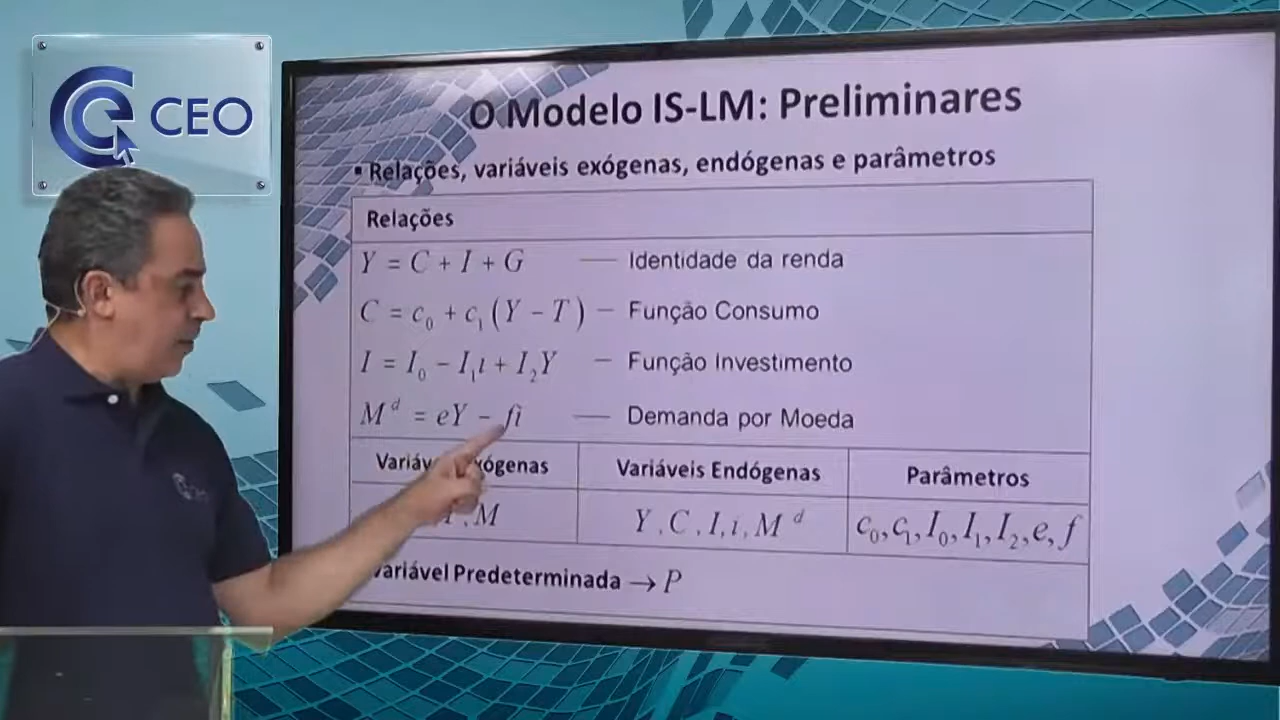 CEO
O Modelo IS-LM: Preliminares
▪ Relações, variáveis exógenas, endógenas e parâmetros
Relações
Y = C + I + G — Identidade da renda
C = c₀ + c₁ (Y − T) — Função Consumo
I = I₀ − I₁i + I₂Y — Função Investimento
Mᵈ = eY − fi — Demanda por Moeda
Variáveis Endógenas Parâmetros
M Y, C, I, i, Mᵈ c₀, c₁, I₀, I₁, I₂, e, f
Predeterminada → P